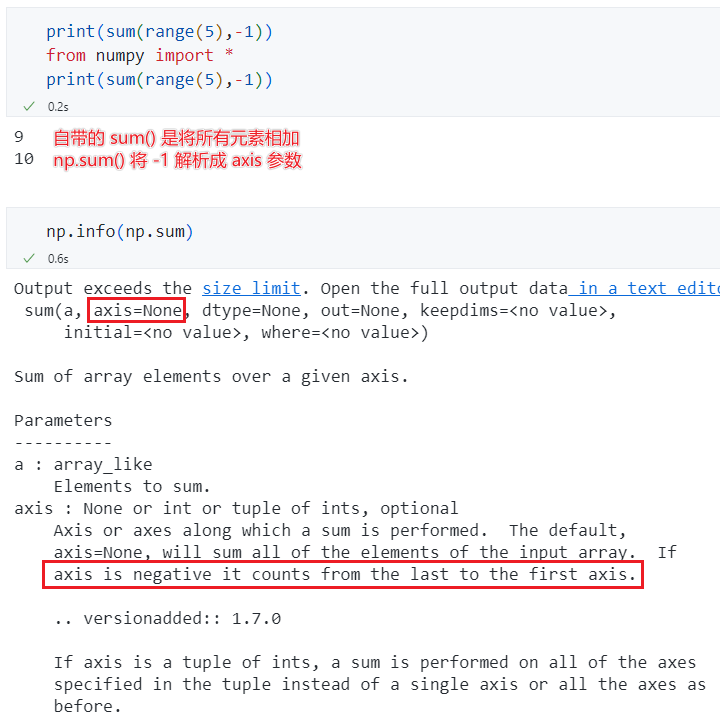 print(sum(range(5),-1))
from numpy import *
print(sum(range(5),-1))
0.2s
9 自带的 sum() 是将所有元素相加
10 np.sum() 将 -1 解析成 axis 参数
np.info(np.sum)
0.6s
Output exceeds the size limit. Open the full output data in a text edito
sum(a, axis=None, dtype=None, out=None, keepdims=<no value>,
initial=<no value>, where=<no value>)
Sum of array elements over a given axis.
Parameters
----------
a : array_like
Elements to sum.
axis : None or int or tuple of ints, optional
Axis or axes along which a sum is performed.  The default,
axis=None, will sum all of the elements of the input array.  If
axis is negative it counts from the last to the first axis.
.. versionadded:: 1.7.0
If axis is a tuple of ints, a sum is performed on all of the axes
specified in the tuple instead of a single axis or all the axes as
before.